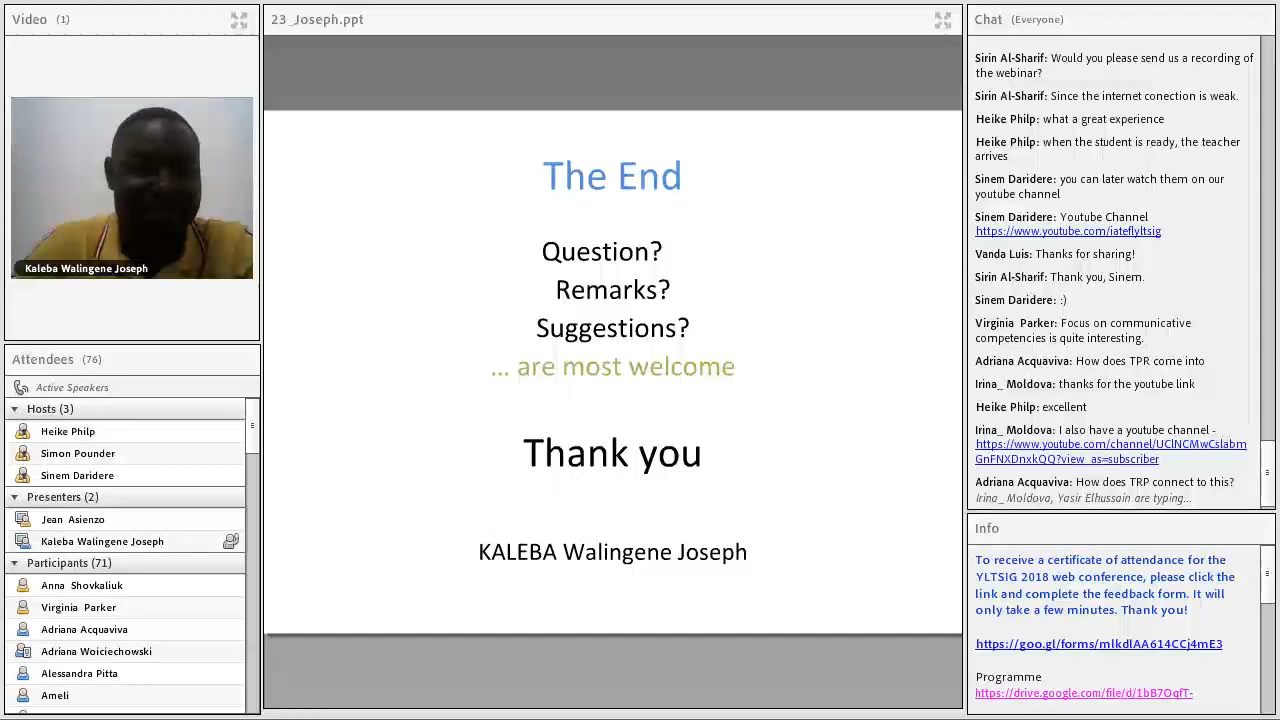 Video (1)
Kaleba Walingene Joseph
Attendees (76)
Active Speakers
Hosts (3)
Heike Philp
Simon Pounder
Sinem Daridere
Presenters (2)
Jean Asienzo
Kaleba Walingene Joseph
Participants (71)
Anna Shovkaliuk
Virginia Parker
Adriana Acquaviva
Adriana Woiciechowski
Alessandra Pitta
Ameli
23_Joseph.ppt
The End
Question?
Remarks?
Suggestions?
... are most welcome
Thank you
KALEBA Walingene Joseph
Chat (Everyone)
Sirin Al-Sharif: Would you please send us a recording of
the webinar?
Sirin Al-Sharif: Since the internet conection is weak.
Heike Philp: what a great experience
Heike Philp: when the student is ready, the teacher
arrives
Sinem Daridere: you can later watch them on our
youtube channel
Sinem Daridere: Youtube Channel
https://www.youtube.com/iateflyltsig
Vanda Luis: Thanks for sharing!
Sirin Al-Sharif: Thank you, Sinem.
Sinem Daridere: :)
Virginia Parker: Focus on communicative
competencies is quite interesting.
Adriana Acquaviva: How does TPR come into
Irina_ Moldova: thanks for the youtube link
Heike Philp: excellent
Irina_ Moldova: I also have a youtube channel -
https://www.youtube.com/channel/UClNCMwCslabm
GnFNXDnxkQQ?view_as=subscriber
Adriana Acquaviva: How does TRP connect to this?
Irina_ Moldova, Yasir Elhussain are typing...
Info
To receive a certificate of attendance for the
YLTSIG 2018 web conference, please click the
link and complete the feedback form. It will
only take a few minutes. Thank you!
https://goo.gl/forms/mlkdlAA614CCj4mE3
Programme
https://drive.google.com/file/d/1bB7OqfT-